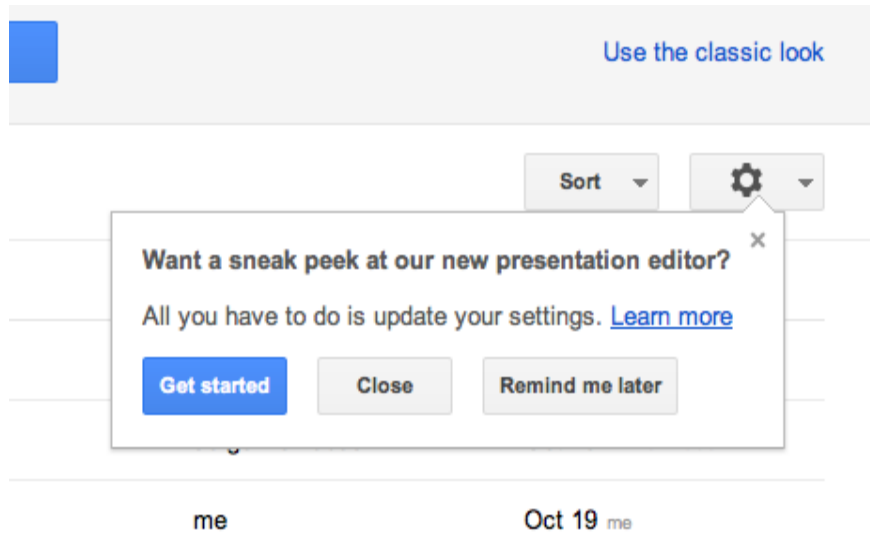 Use the classic look
Sort
Want a sneak peek at our new presentation editor?
All you have to do is update your settings. Learn more
Get started Close Remind me later
me Oct 19 me